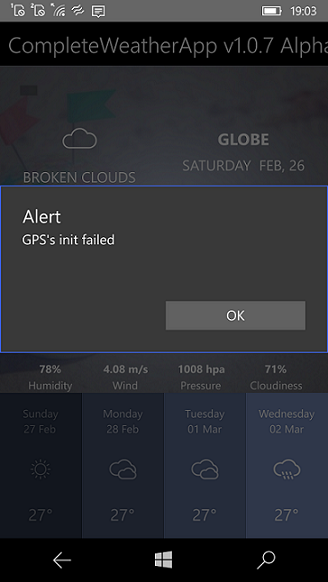 19:03
CompleteWeatherApp v1.0.7 Alpha
GLOBE
SATURDAY FEB, 26
BROKEN CLOUDS
Alert
GPS's init failed
OK
78% 4.08 m/s 1008 hpa 71%
Humidity Wind Pressure Cloudiness
Sunday Monday Tuesday Wednesday
27 Feb 28 Feb 01 Mar 02 Mar
27° 27° 27° 27°